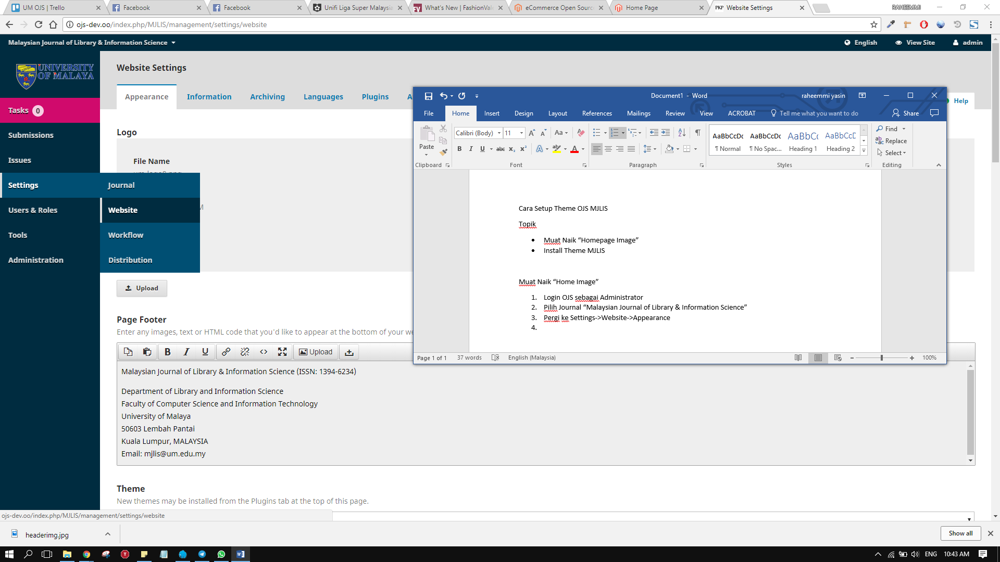 UM OJS | Trello
Facebook
Facebook
Unifi Liga Super Malaysia
What's New | FashionVale
eCommerce Open Source
Home Page
PKP Website Settings
RAHEEMMI
ojs-dev.oo/index.php/MJLIS/management/settings/website
Malaysian Journal of Library & Information Science
English
View Site
admin
UNIVERSITY
OF MALAYA
Tasks 0
Submissions
Issues
Settings
Users & Roles
Tools
Administration
Journal
Website
Workflow
Distribution
Website Settings
Appearance
Information
Archiving
Languages
Plugins
A
Help
Logo
File Name
M
Upload
Page Footer
Enter any images, text or HTML code that you'd like to appear at the bottom of your we
B I U
Upload
Malaysian Journal of Library & Information Science (ISSN: 1394-6234)
Department of Library and Information Science
Faculty of Computer Science and Information Technology
University of Malaya
50603 Lembah Pantai
Kuala Lumpur, MALAYSIA
Email: mjlis@um.edu.my
Theme
New themes may be installed from the Plugins tab at the top of this page.
ojs-dev.oo/index.php/MJLIS/management/settings/website
Document1 - Word
raheemmi yasin
File Home Insert Design Layout References Mailings Review View ACROBAT Tell me what you want to do Share
Paste
Clipboard
Calibri (Body) 11
B I U abc X₂ X²
Font
Paragraph
AaBbCcDc AaBbCcDc AaBbC AaBbCcD
¶ Normal ¶ No Spac... Heading 1 Heading 2
Styles
Find
Replace
Select
Editing
Cara Setup Theme OJS MJLIS
Topik
• Muat Naik “Homepage Image”
• Install Theme MJLIS
Muat Naik “Home Image”
1. Login OJS sebagai Administrator
2. Pilih Journal “Malaysian Journal of Library & Information Science”
3. Pergi ke Settings->Website->Appearance
4.
Page 1 of 1
37 words
English (Malaysia)
100%
headerimg.jpg
Show all
ENG
10:43 AM